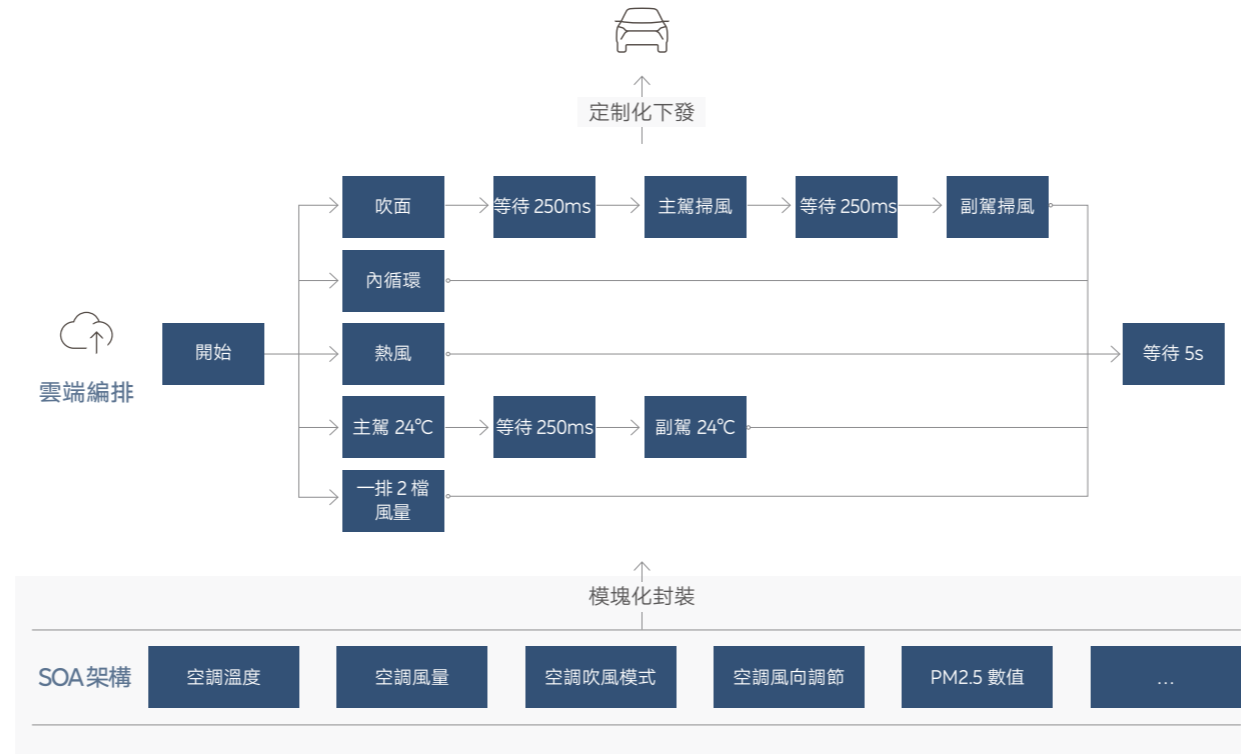 定制化下發
吹面
等待 250ms
主駕掃風
等待 250ms
副駕掃風
內循環
雲端編排
開始
熱風
等待 5s
主駕 24℃
等待 250ms
副駕 24℃
一排 2 檔
風量
模塊化封裝
SOA 架構
空調溫度
空調風量
空調吹風模式
空調風向調節
PM2.5 數值
…